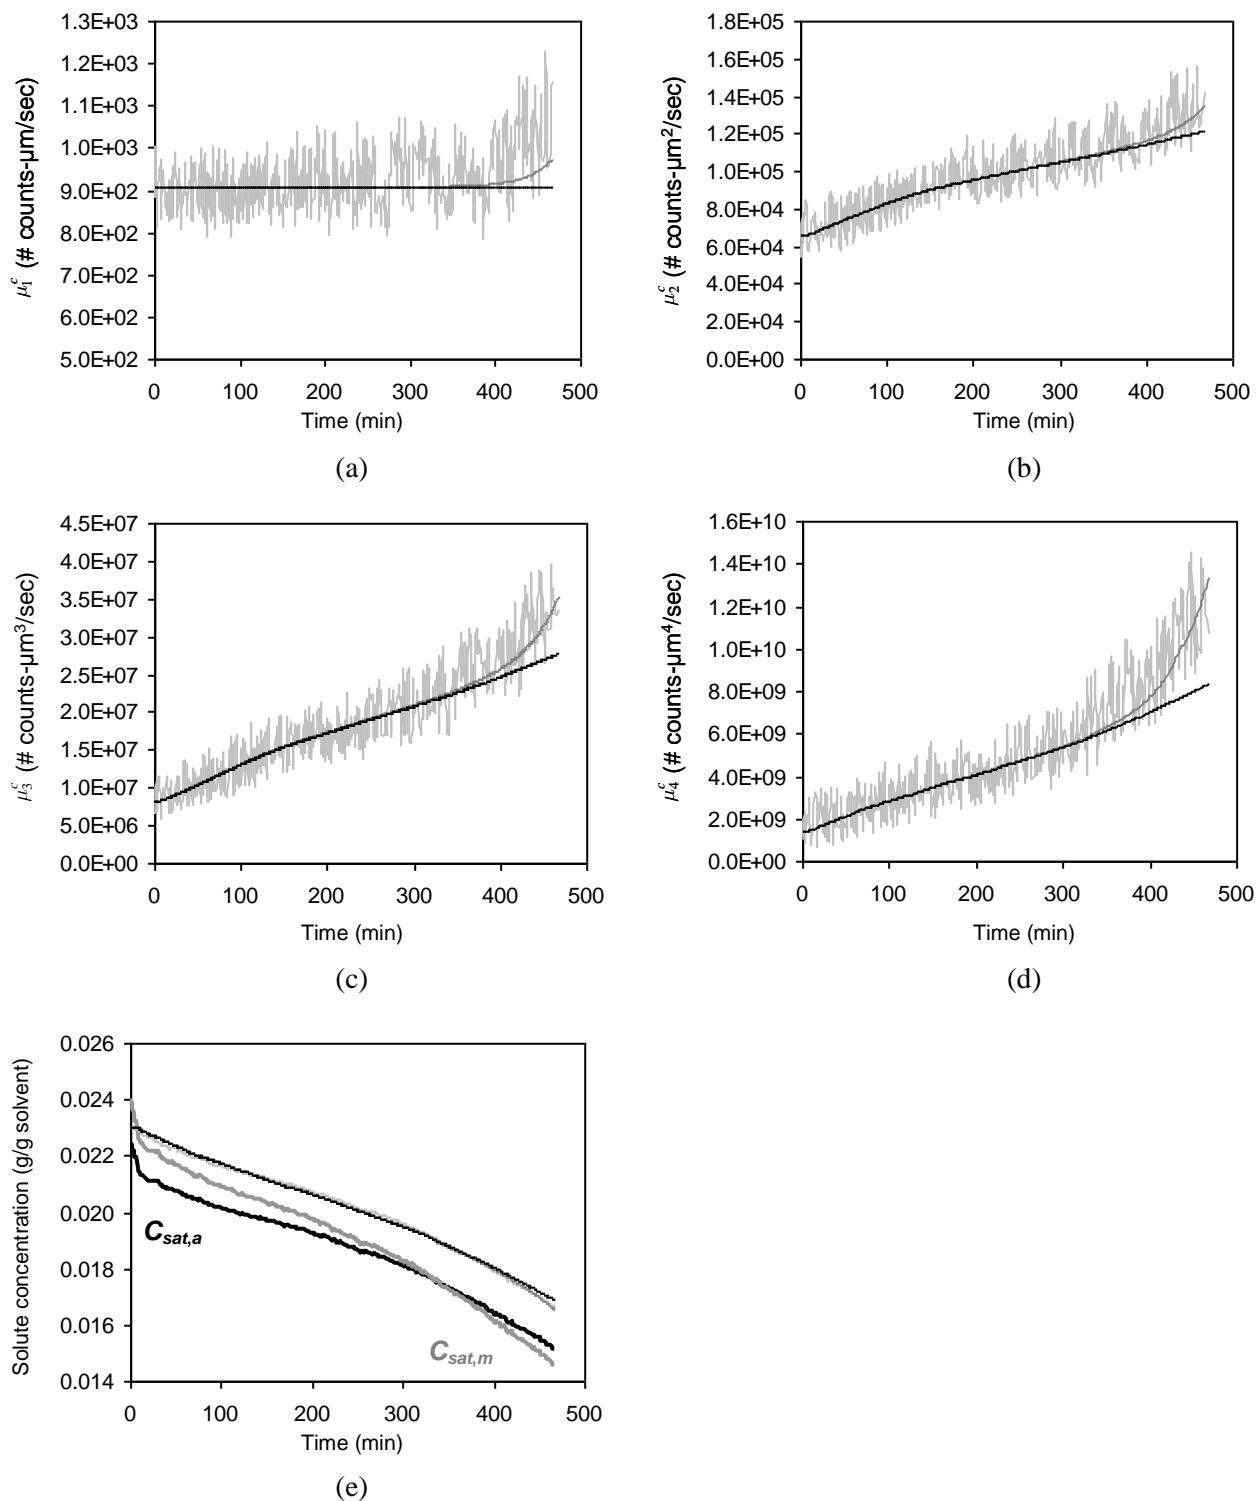 1.3E+03
1.2E+03
1.1E+03
1.0E+03
9.0E+02
8.0E+02
7.0E+02
6.0E+02
5.0E+02
μ₁ᶜ (# counts-μm/sec)
0 100 200 300 400 500
Time (min)
(a)
1.8E+05
1.6E+05
1.4E+05
1.2E+05
1.0E+05
8.0E+04
6.0E+04
4.0E+04
2.0E+04
0.0E+00
μ₂ᶜ (# counts-μm²/sec)
0 100 200 300 400 500
Time (min)
(b)
4.5E+07
4.0E+07
3.5E+07
3.0E+07
2.5E+07
2.0E+07
1.5E+07
1.0E+07
5.0E+06
0.0E+00
μ₃ᶜ (# counts-μm³/sec)
0 100 200 300 400 500
Time (min)
(c)
1.6E+10
1.4E+10
1.2E+10
1.0E+10
8.0E+09
6.0E+09
4.0E+09
2.0E+09
0.0E+00
μ₄ᶜ (# counts-μm⁴/sec)
0 100 200 300 400 500
Time (min)
(d)
0.026
0.024
0.022
0.020
0.018
0.016
0.014
Solute concentration (g/g solvent)
C sat,a
C sat,m
0 100 200 300 400 500
Time (min)
(e)